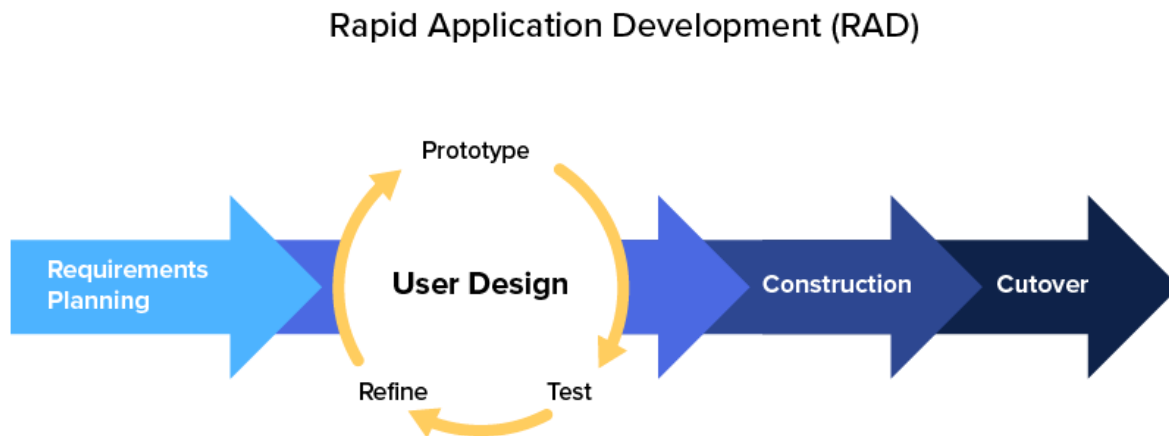 Rapid Application Development (RAD)
Prototype
Requirements
Planning
User Design
Construction
Cutover
Refine
Test